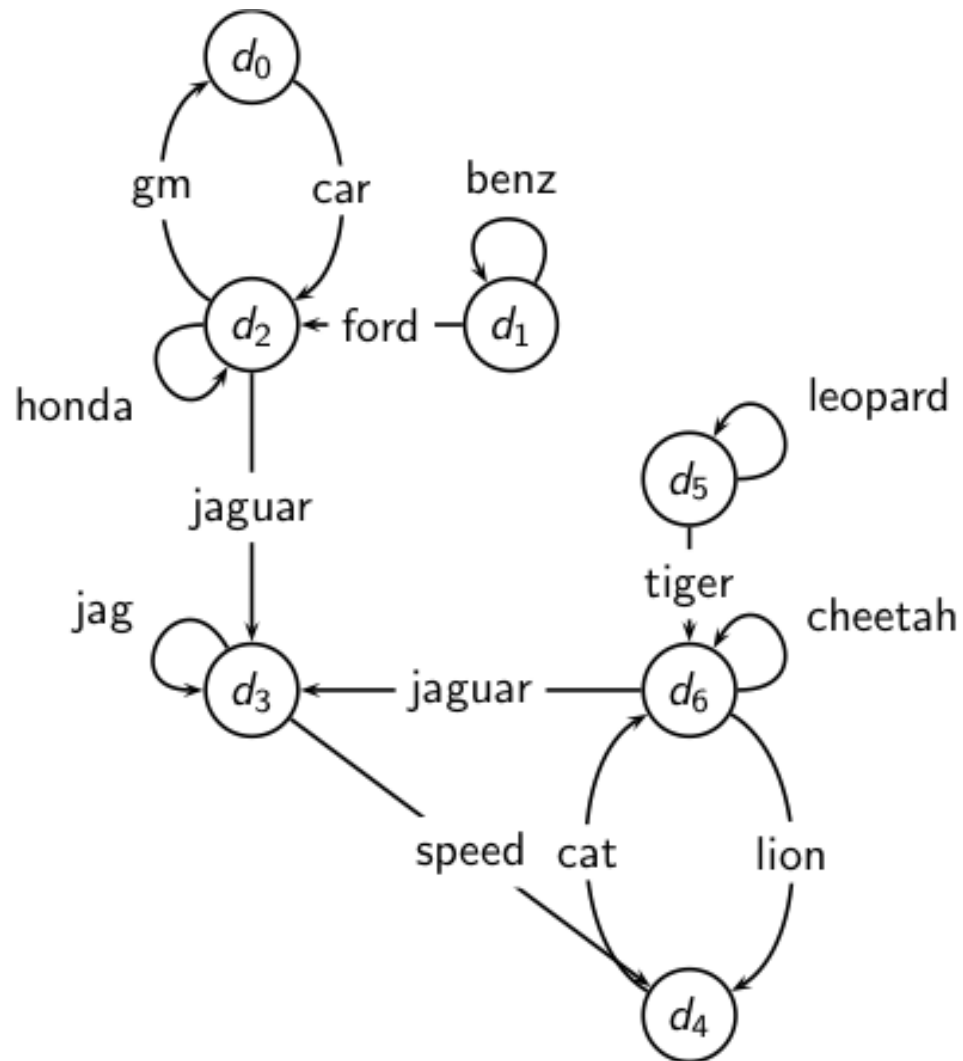 d0
gm
car
benz
d2
ford
d1
honda
leopard
d5
jaguar
tiger
jag
cheetah
d3
jaguar
d6
speed
cat
lion
d4